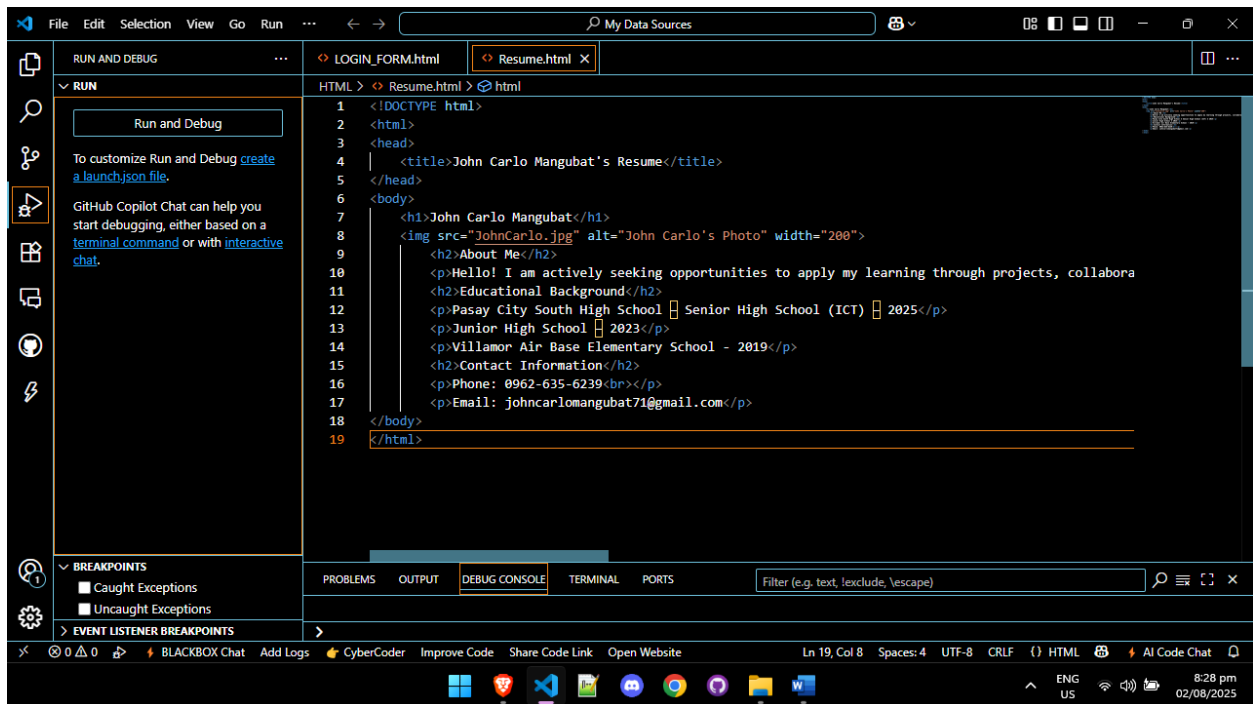 File Edit Selection View Go Run ··· ← → My Data Sources
RUN AND DEBUG ···
RUN
Run and Debug
To customize Run and Debug create
a launch.json file.
GitHub Copilot Chat can help you
start debugging, either based on a
terminal command or with interactive
chat.
BREAKPOINTS
Caught Exceptions
Uncaught Exceptions
EVENT LISTENER BREAKPOINTS
LOGIN_FORM.html Resume.html
HTML > Resume.html > html
1 <!DOCTYPE html>
2 <html>
3 <head>
4 <title>John Carlo Mangubat's Resume</title>
5 </head>
6 <body>
7 <h1>John Carlo Mangubat</h1>
8 <img src="JohnCarlo.jpg" alt="John Carlo's Photo" width="200">
9 <h2>About Me</h2>
10 <p>Hello! I am actively seeking opportunities to apply my learning through projects, collabora
11 <h2>Educational Background</h2>
12 <p>Pasay City South High School – Senior High School (ICT) – 2025</p>
13 <p>Junior High School – 2023</p>
14 <p>Villamor Air Base Elementary School - 2019</p>
15 <h2>Contact Information</h2>
16 <p>Phone: 0962-635-6239<br></p>
17 <p>Email: johncarlomangubat71@gmail.com</p>
18 </body>
19 </html>
PROBLEMS OUTPUT DEBUG CONSOLE TERMINAL PORTS Filter (e.g. text, !exclude, \escape)
>
1
0 0 BLACKBOX Chat Add Logs CyberCoder Improve Code Share Code Link Open Website Ln 19, Col 8 Spaces: 4 UTF-8 CRLF {} HTML AI Code Chat
ENG
US
8:28 pm
02/08/2025